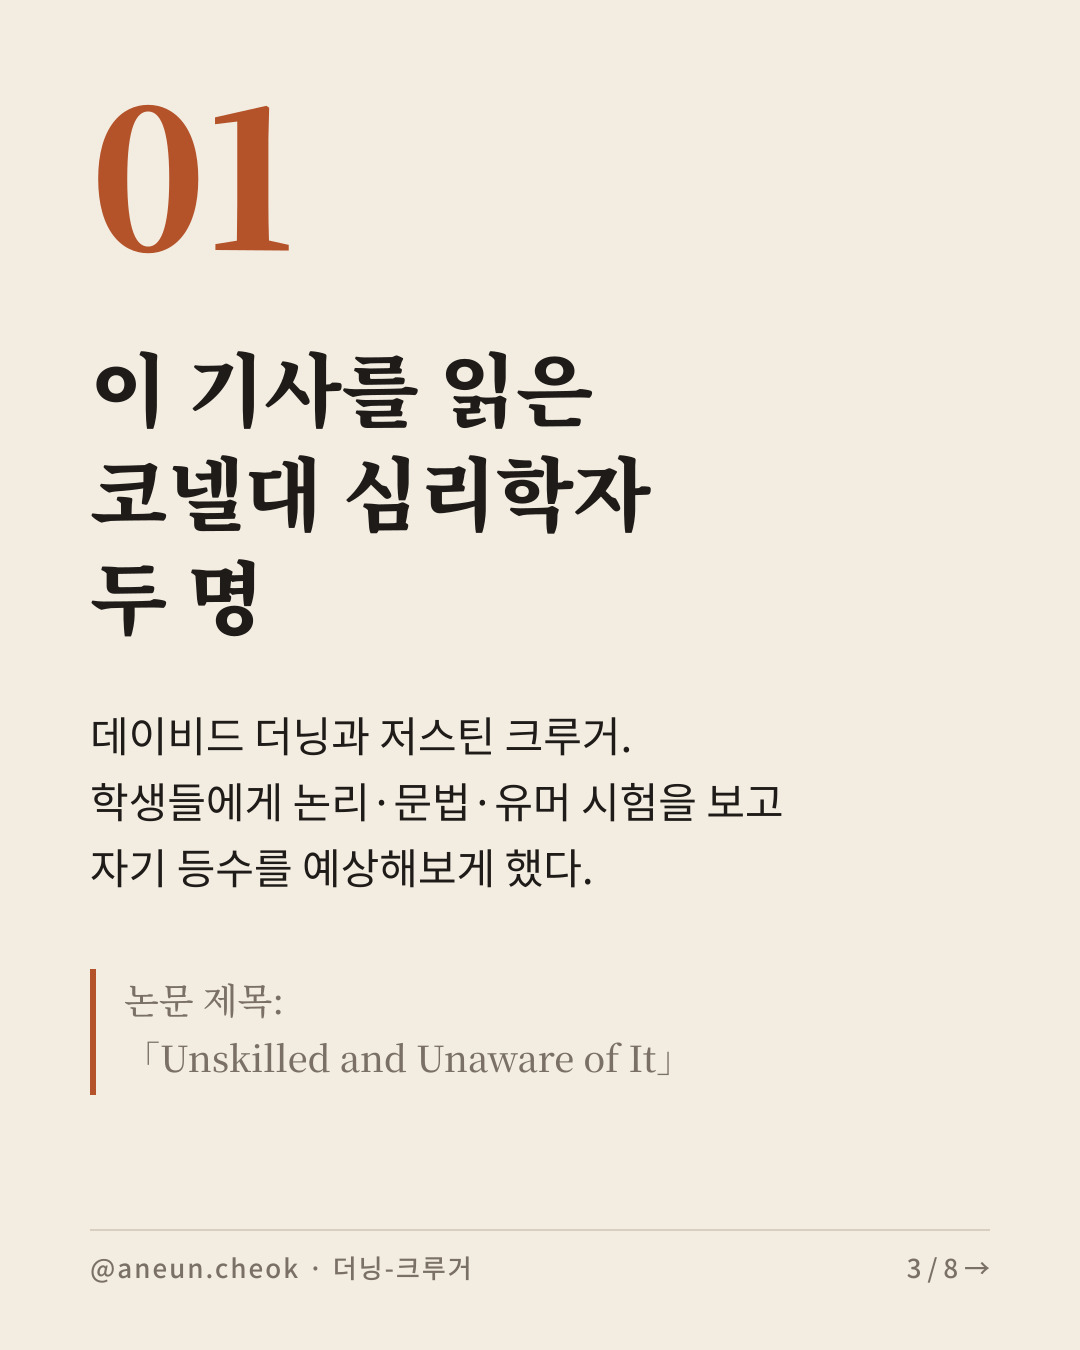 01
이 기사를 읽은
코넬대 심리학자
두 명
데이비드 더닝과 저스틴 크루거.
학생들에게 논리·문법·유머 시험을 보고
자기 등수를 예상해보게 했다.
논문 제목:
「Unskilled and Unaware of It」
@aneun.cheok · 더닝-크루거
3 / 8 →